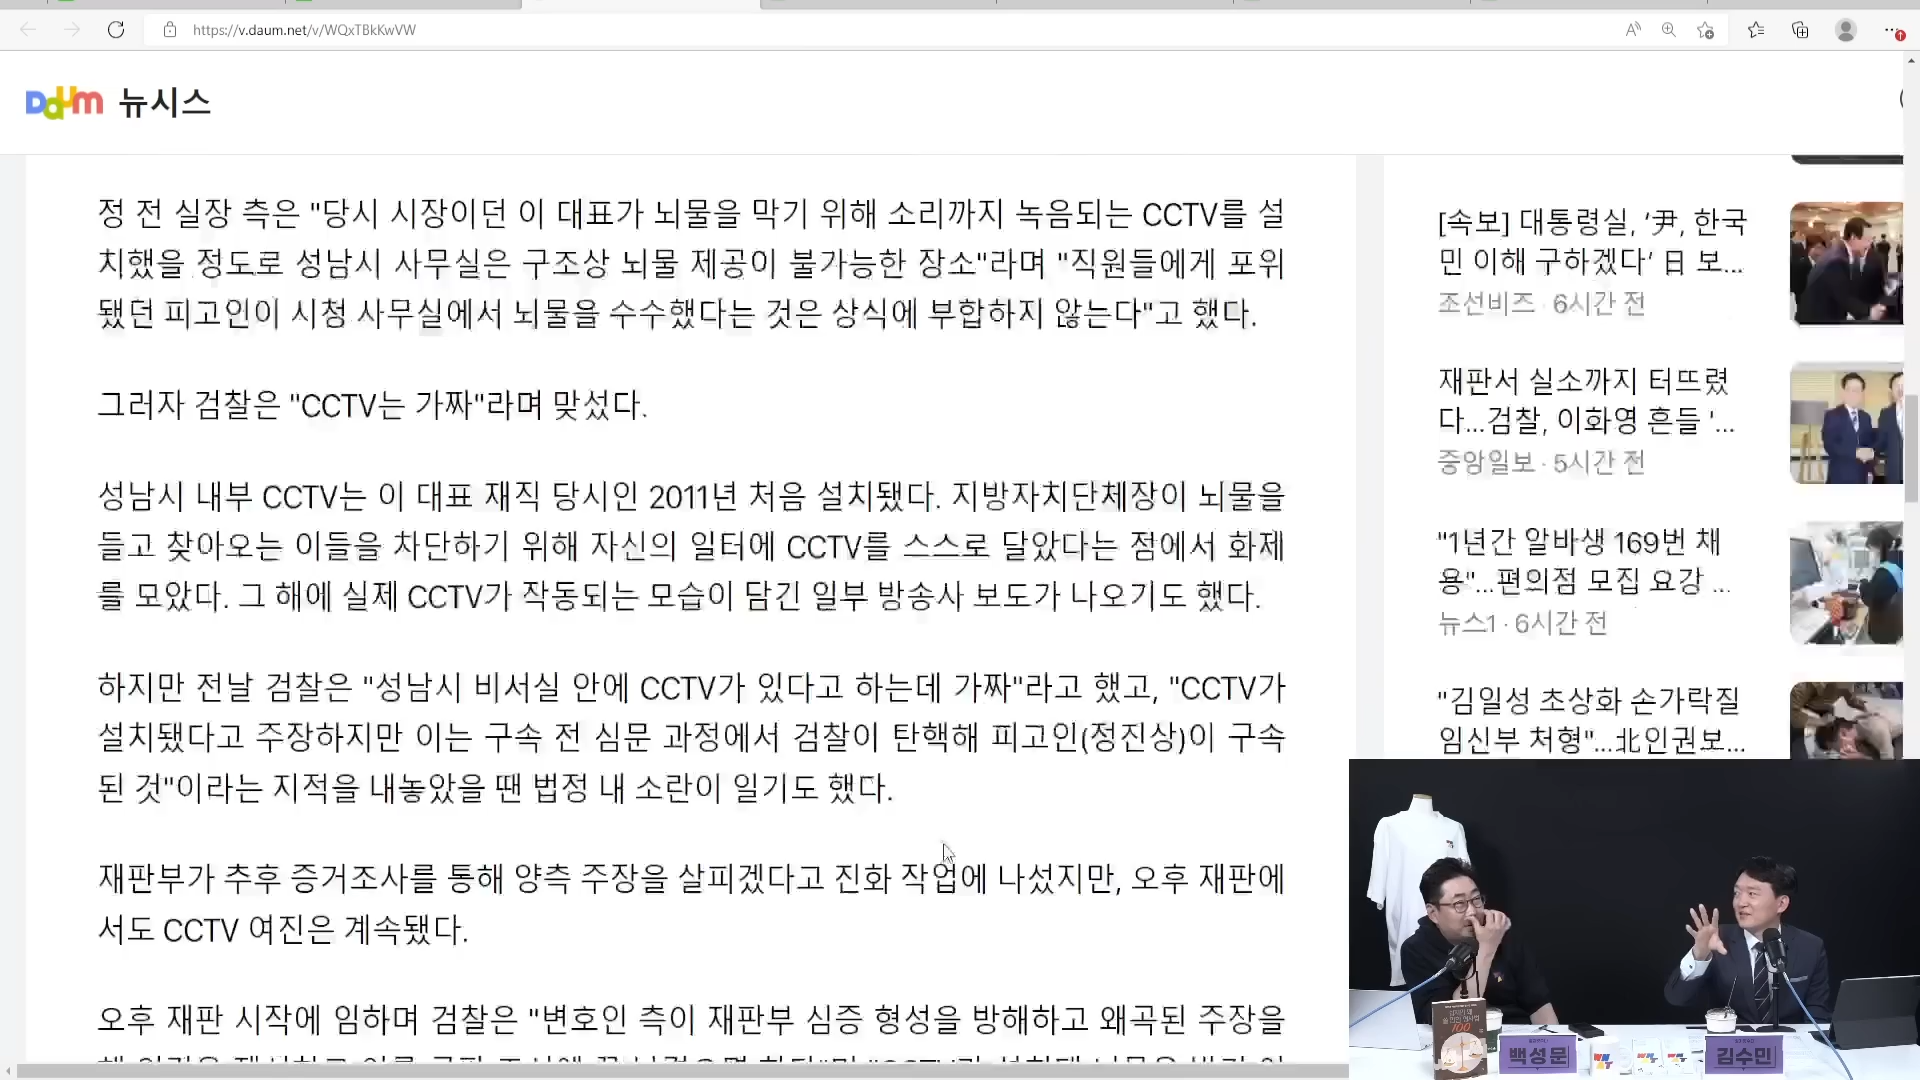 https://v.daum.net/v/WQxTBkKwVW
Daum 뉴시스
정 전 실장 측은 "당시 시장이던 이 대표가 뇌물을 막기 위해 소리까지 녹음되는 CCTV를 설
치했을 정도로 성남시 사무실은 구조상 뇌물 제공이 불가능한 장소"라며 "직원들에게 포위
됐던 피고인이 시청 사무실에서 뇌물을 수수했다는 것은 상식에 부합하지 않는다"고 했다.
그러자 검찰은 "CCTV는 가짜"라며 맞섰다.
성남시 내부 CCTV는 이 대표 재직 당시인 2011년 처음 설치됐다. 지방자치단체장이 뇌물을
들고 찾아오는 이들을 차단하기 위해 자신의 일터에 CCTV를 스스로 달았다는 점에서 화제
를 모았다. 그 해에 실제 CCTV가 작동되는 모습이 담긴 일부 방송사 보도가 나오기도 했다.
하지만 전날 검찰은 "성남시 비서실 안에 CCTV가 있다고 하는데 가짜"라고 했고, "CCTV가
설치됐다고 주장하지만 이는 구속 전 심문 과정에서 검찰이 탄핵해 피고인(정진상)이 구속
된 것"이라는 지적을 내놓았을 땐 법정 내 소란이 일기도 했다.
재판부가 추후 증거조사를 통해 양측 주장을 살피겠다고 진화 작업에 나섰지만, 오후 재판에
서도 CCTV 여진은 계속됐다.
오후 재판 시작에 임하며 검찰은 "변호인 측이 재판부 심증 형성을 방해하고 왜곡된 주장을
[속보] 대통령실, '尹, 한국
민 이해 구하겠다' 日 보...
조선비즈 · 6시간 전
재판서 실소까지 터뜨렸
다...검찰, 이화영 흔들 '...
중앙일보 · 5시간 전
"1년간 알바생 169번 채
용"...편의점 모집 요강 ...
뉴스1 · 6시간 전
"김일성 초상화 손가락질
임신부 처형"...北인권보...
100
백성문
김수민